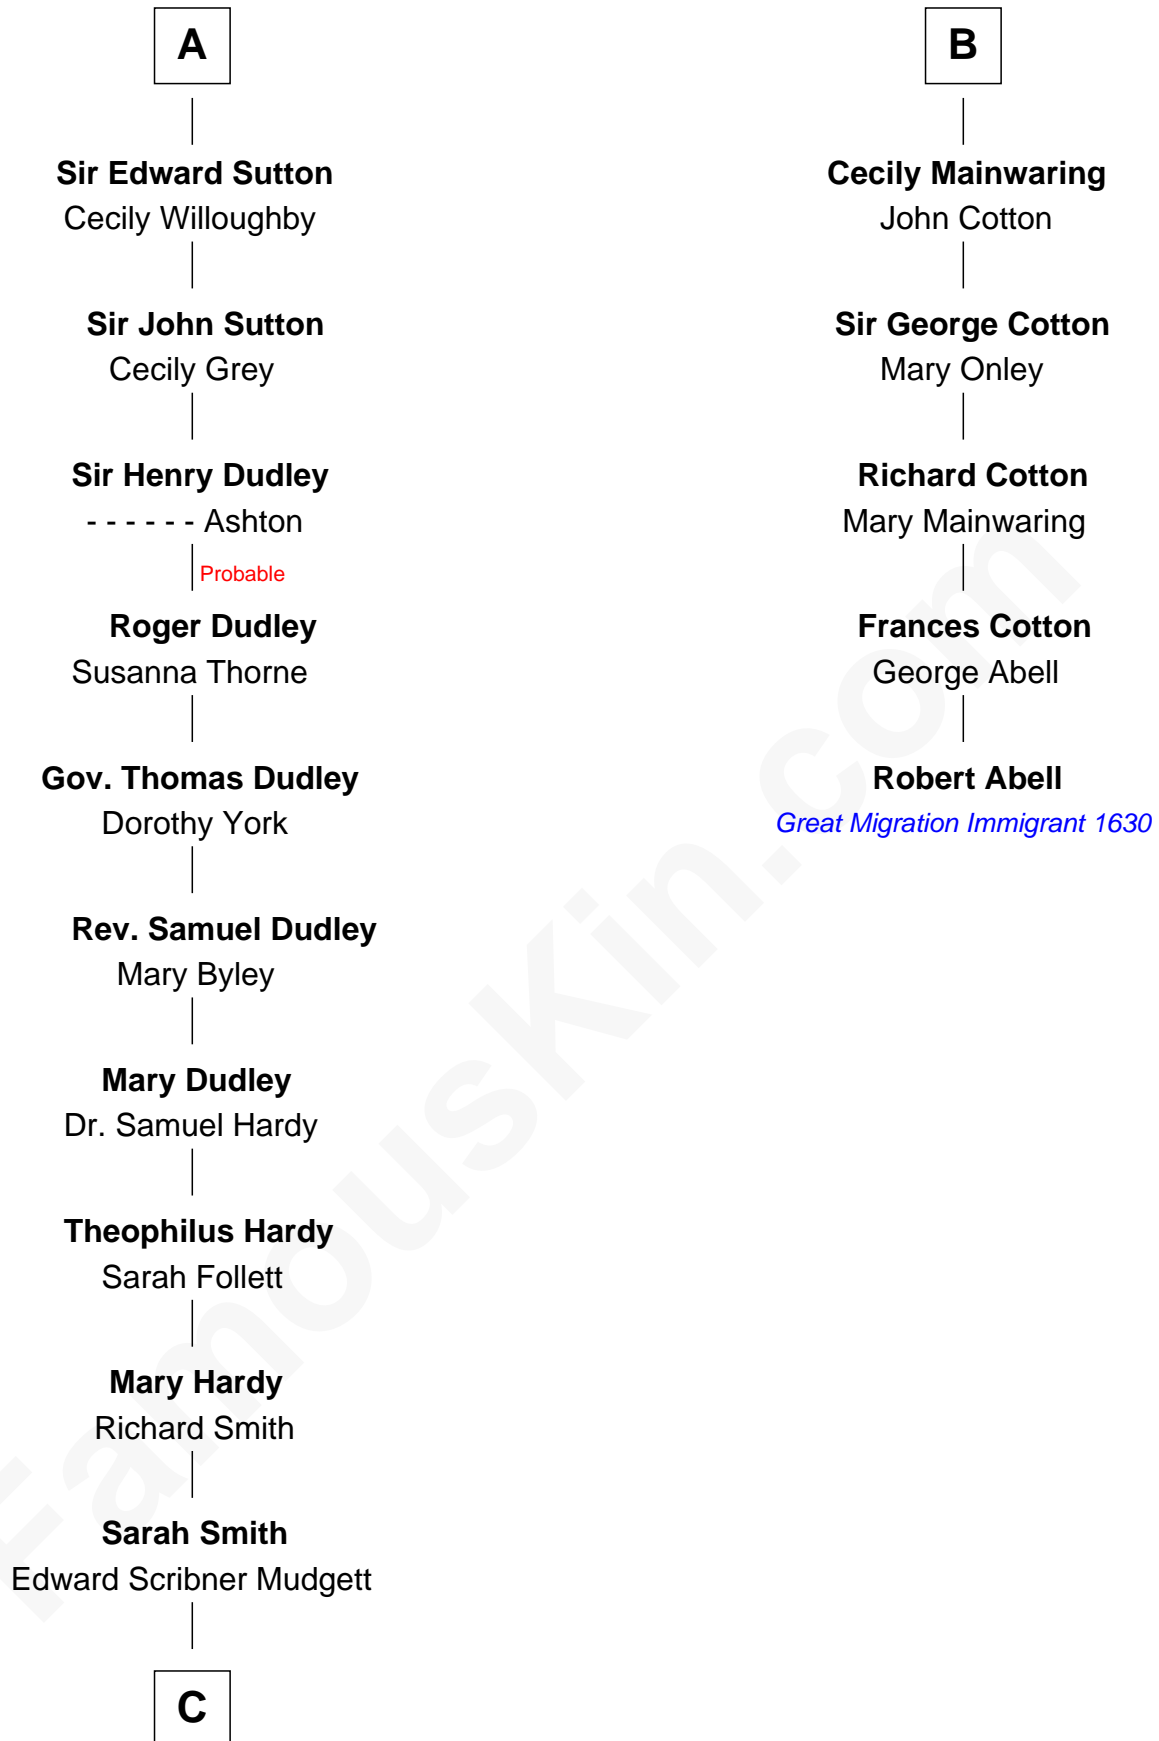 A
Sir Edward Sutton
Cecily Willoughby
Sir John Sutton
Cecily Grey
Sir Henry Dudley
- - - - - - Ashton
Probable
Roger Dudley
Susanna Thorne
Gov. Thomas Dudley
Dorothy York
Rev. Samuel Dudley
Mary Byley
Mary Dudley
Dr. Samuel Hardy
Theophilus Hardy
Sarah Follett
Mary Hardy
Richard Smith
Sarah Smith
Edward Scribner Mudgett
C
B
Cecily Mainwaring
John Cotton
Sir George Cotton
Mary Onley
Richard Cotton
Mary Mainwaring
Frances Cotton
George Abell
Robert Abell
Great Migration Immigrant 1630
FamousKin.com